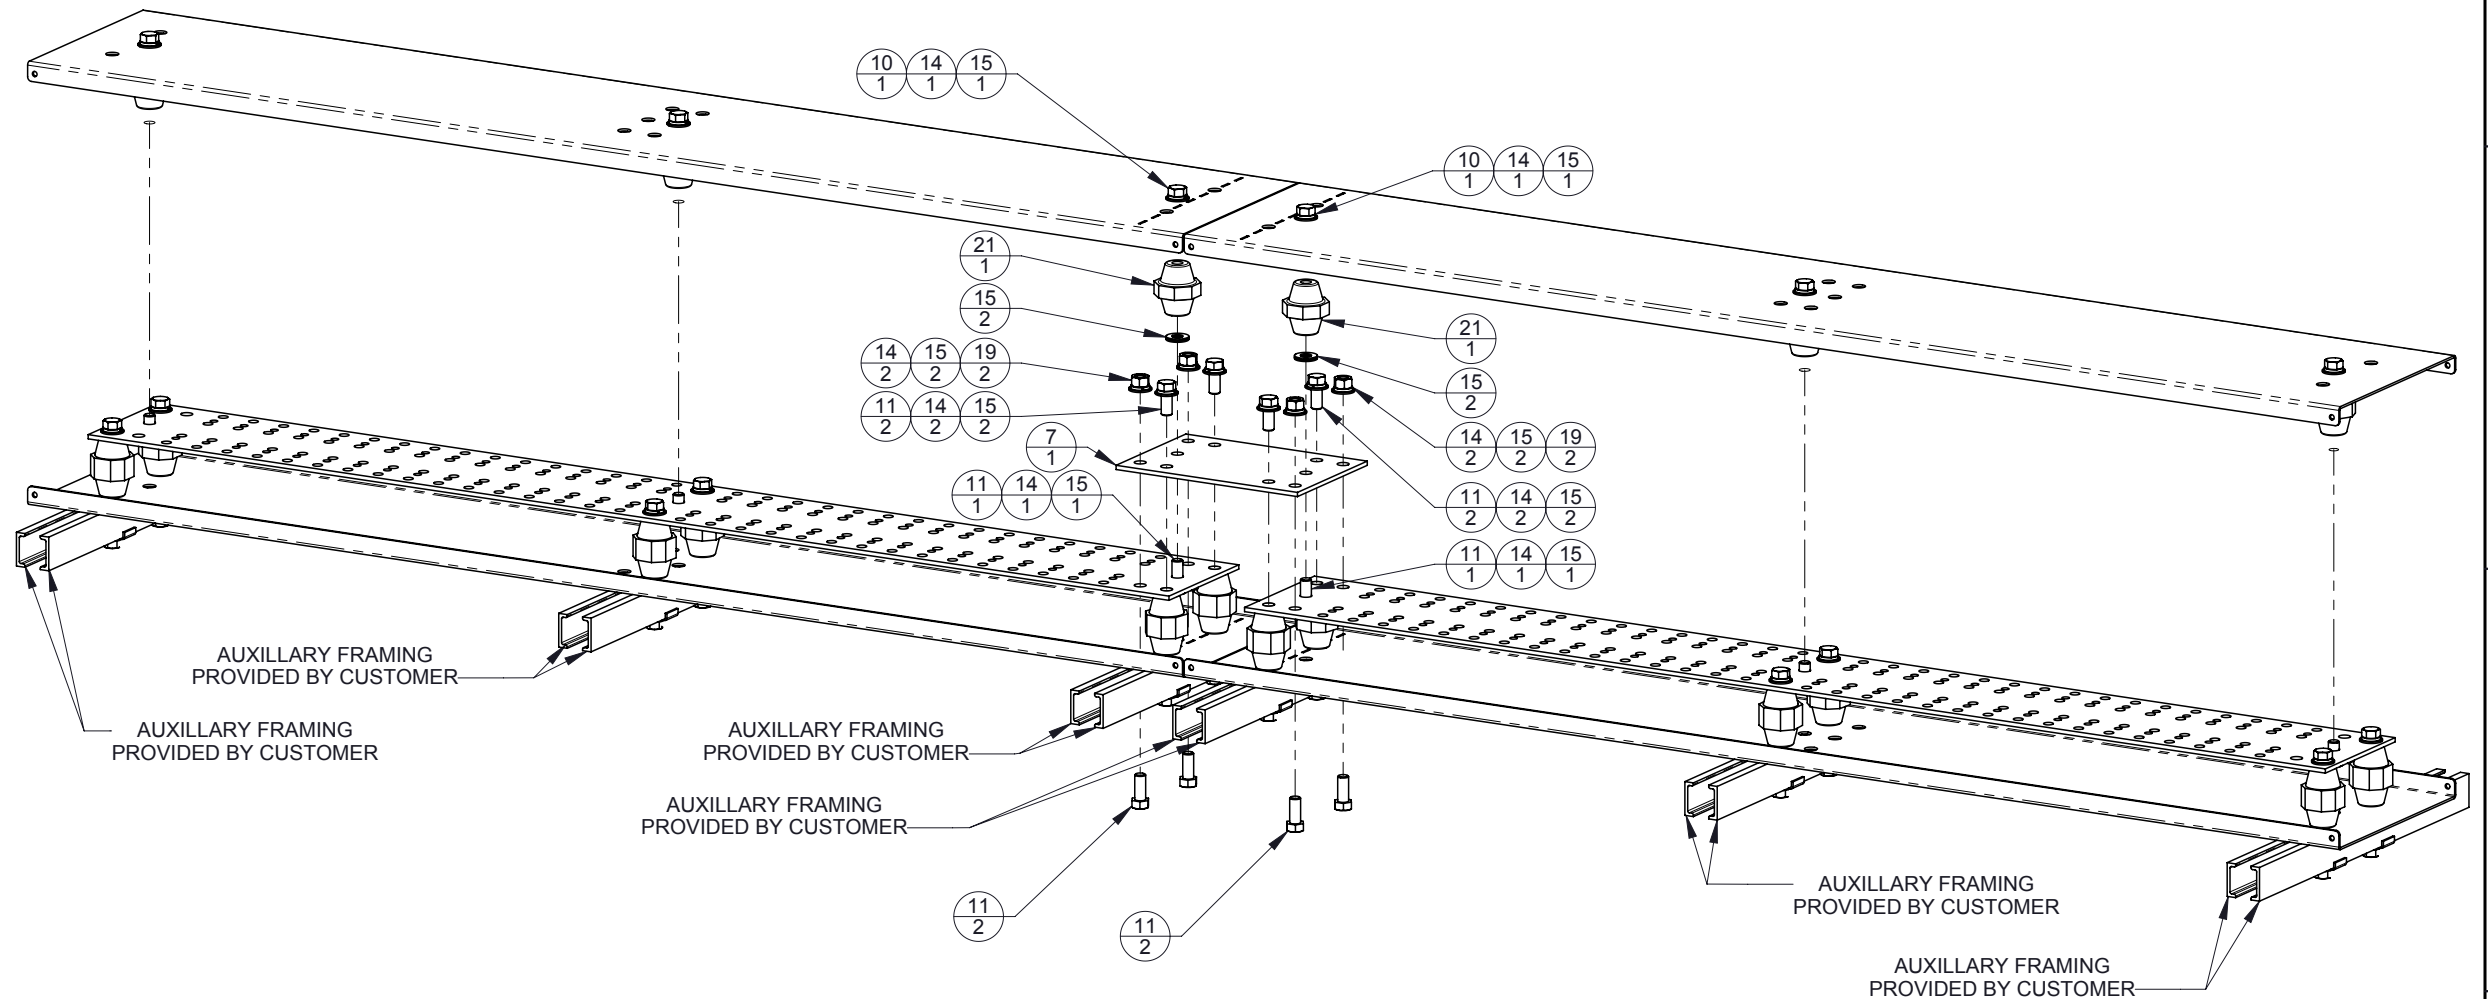 10 14 15
1 1 1
10 14 15
1 1 1
21
1
15
2
21
1
14 15 19
2 2 2
15
2
11 14 15
2 2 2
14 15 19
2 2 2
7
1
11 14 15
1 1 1
11 14 15
2 2 2
11 14 15
1 1 1
AUXILLARY FRAMING
PROVIDED BY CUSTOMER
AUXILLARY FRAMING
PROVIDED BY CUSTOMER
AUXILLARY FRAMING
PROVIDED BY CUSTOMER
AUXILLARY FRAMING
PROVIDED BY CUSTOMER
11
2
11
2
AUXILLARY FRAMING
PROVIDED BY CUSTOMER
AUXILLARY FRAMING
PROVIDED BY CUSTOMER